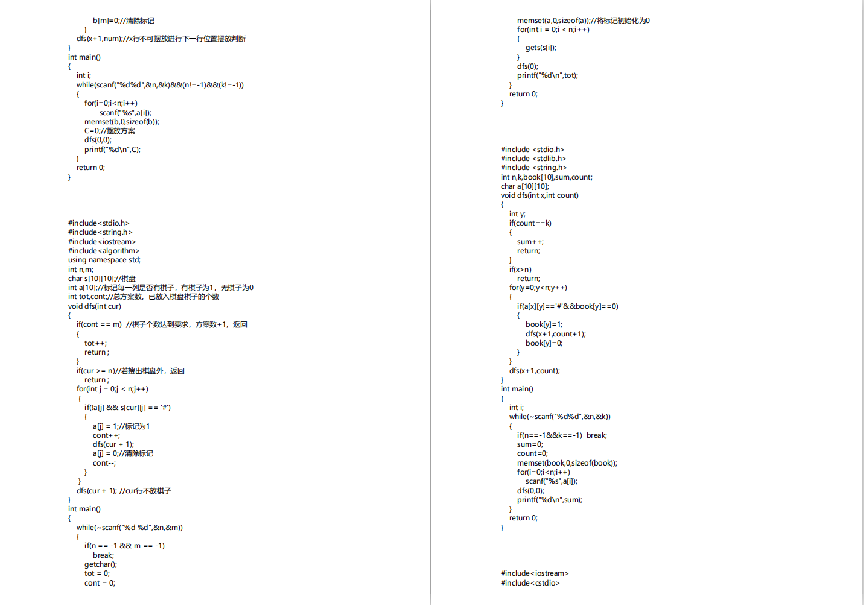 b[m]=0;//清除标记
}
dfs(x+1,num);//x行不可摆放进行下一行位置摆放判断
}
int main()
{
int i;
while(scanf("%d%d",&n,&k)&&(n!=-1)&&(k!=-1))
{
for(i=0;i<n;i++)
scanf("%s",a[i]);
memset(b,0,sizeof(b));
C=0;//摆放方案
dfs(0,0);
printf("%d\n",C);
}
return 0;
}
#include<stdio.h>
#include<string.h>
#include<iostream>
#include<algorithm>
using namespace std;
int n,m;
char s[10][10];//棋盘
int a[10];//标记每一列是否有棋子，有棋子为1，无棋子为0
int tot,cont;//总方案数，已放入棋盘棋子的个数
void dfs(int cur)
{
if(cont == m) //棋子个数达到要求，方案数+1，返回
{
tot++;
return ;
}
if(cur >= n)//若搜出棋盘外，返回
return ;
for(int j = 0;j < n;j++)
{
if(!a[j] && s[cur][j] == '#')
{
a[j] = 1;//标记为1
cont++;
dfs(cur + 1);
a[j] = 0;//清除标记
cont--;
}
}
dfs(cur + 1); //cur行不放棋子
}
int main()
{
while(~scanf("%d %d",&n,&m))
{
if(n == -1 && m == -1)
break;
getchar();
tot = 0;
cont = 0;
memset(a,0,sizeof(a));//将标记初始化为0
for(int i = 0;i < n;i++)
{
gets(s[i]);
}
dfs(0);
printf("%d\n",tot);
}
return 0;
}
#include <stdio.h>
#include <stdlib.h>
#include <string.h>
int n,k,book[10],sum,count;
char a[10][10];
void dfs(int x,int count)
{
int y;
if(count==k)
{
sum++;
return;
}
if(x>n)
return;
for(y=0;y<n;y++)
{
if(a[x][y]=='#'&&book[y]==0)
{
book[y]=1;
dfs(x+1,count+1);
book[y]=0;
}
}
dfs(x+1,count);
}
int main()
{
int i;
while(~scanf("%d%d",&n,&k))
{
if(n==-1&&k==-1) break;
sum=0;
count=0;
memset(book,0,sizeof(book));
for(i=0;i<n;i++)
scanf("%s",a[i]);
dfs(0,0);
printf("%d\n",sum);
}
return 0;
}
#include<iostream>
#include<cstdio>